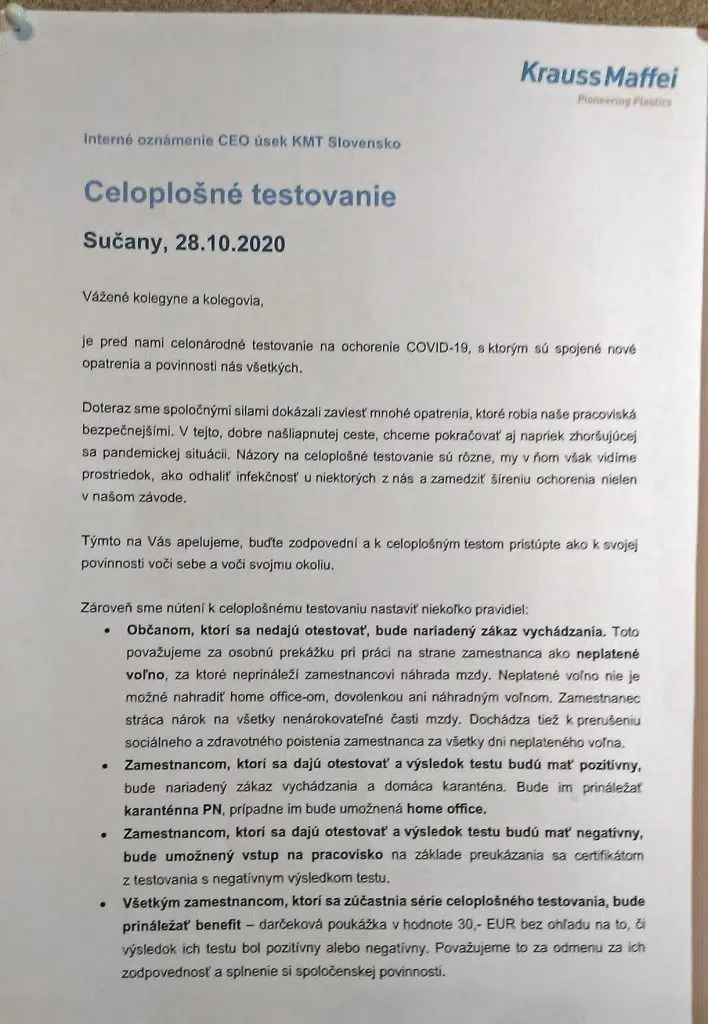 KraussMaffei
Pioneering Plastics
Interné oznámenie CEO úsek KMT Slovensko
Celoplošné testovanie
Sučany, 28.10.2020
Vážené kolegyne a kolegovia,
je pred nami celonárodné testovanie na ochorenie COVID-19, s ktorým sú spojené nové
opatrenia a povinnosti nás všetkých.
Doteraz sme spoločnými silami dokázali zaviesť mnohé opatrenia, ktoré robia naše pracoviská
bezpečnejšími. V tejto, dobre našliapnutej ceste, chceme pokračovať aj napriek zhoršujúcej
sa pandemickej situácii. Názory na celoplošné testovanie sú rôzne, my v ňom však vidíme
prostriedok, ako odhaliť infekčnosť u niektorých z nás a zamedziť šíreniu ochorenia nielen
v našom závode.
Týmto na Vás apelujeme, buďte zodpovední a k celoplošným testom pristúpte ako k svojej
povinnosti voči sebe a voči svojmu okoliu.
Zároveň sme nútení k celoplošnému testovaniu nastaviť niekoľko pravidiel:
• Občanom, ktorí sa nedajú otestovať, bude nariadený zákaz vychádzania. Toto
považujeme za osobnú prekážku pri práci na strane zamestnanca ako neplatené
voľno, za ktoré neprináleží zamestnancovi náhrada mzdy. Neplatené voľno nie je
možné nahradiť home office-om, dovolenkou ani náhradným voľnom. Zamestnanec
stráca nárok na všetky nenárokovateľné časti mzdy. Dochádza tiež k prerušeniu
sociálneho a zdravotného poistenia zamestnanca za všetky dni neplateného voľna.
• Zamestnancom, ktorí sa dajú otestovať a výsledok testu budú mať pozitívny,
bude nariadený zákaz vychádzania a domáca karanténa. Bude im prináležať
karanténna PN, prípadne im bude umožnená home office.
• Zamestnancom, ktorí sa dajú otestovať a výsledok testu budú mať negatívny,
bude umožnený vstup na pracovisko na základe preukázania sa certifikátom
z testovania s negatívnym výsledkom testu.
• Všetkým zamestnancom, ktorí sa zúčastnia série celoplošného testovania, bude
prináležať benefit – darčeková poukážka v hodnote 30,- EUR bez ohľadu na to, či
výsledok ich testu bol pozitívny alebo negatívny. Považujeme to za odmenu za ich
zodpovednosť a splnenie si spoločenskej povinnosti.